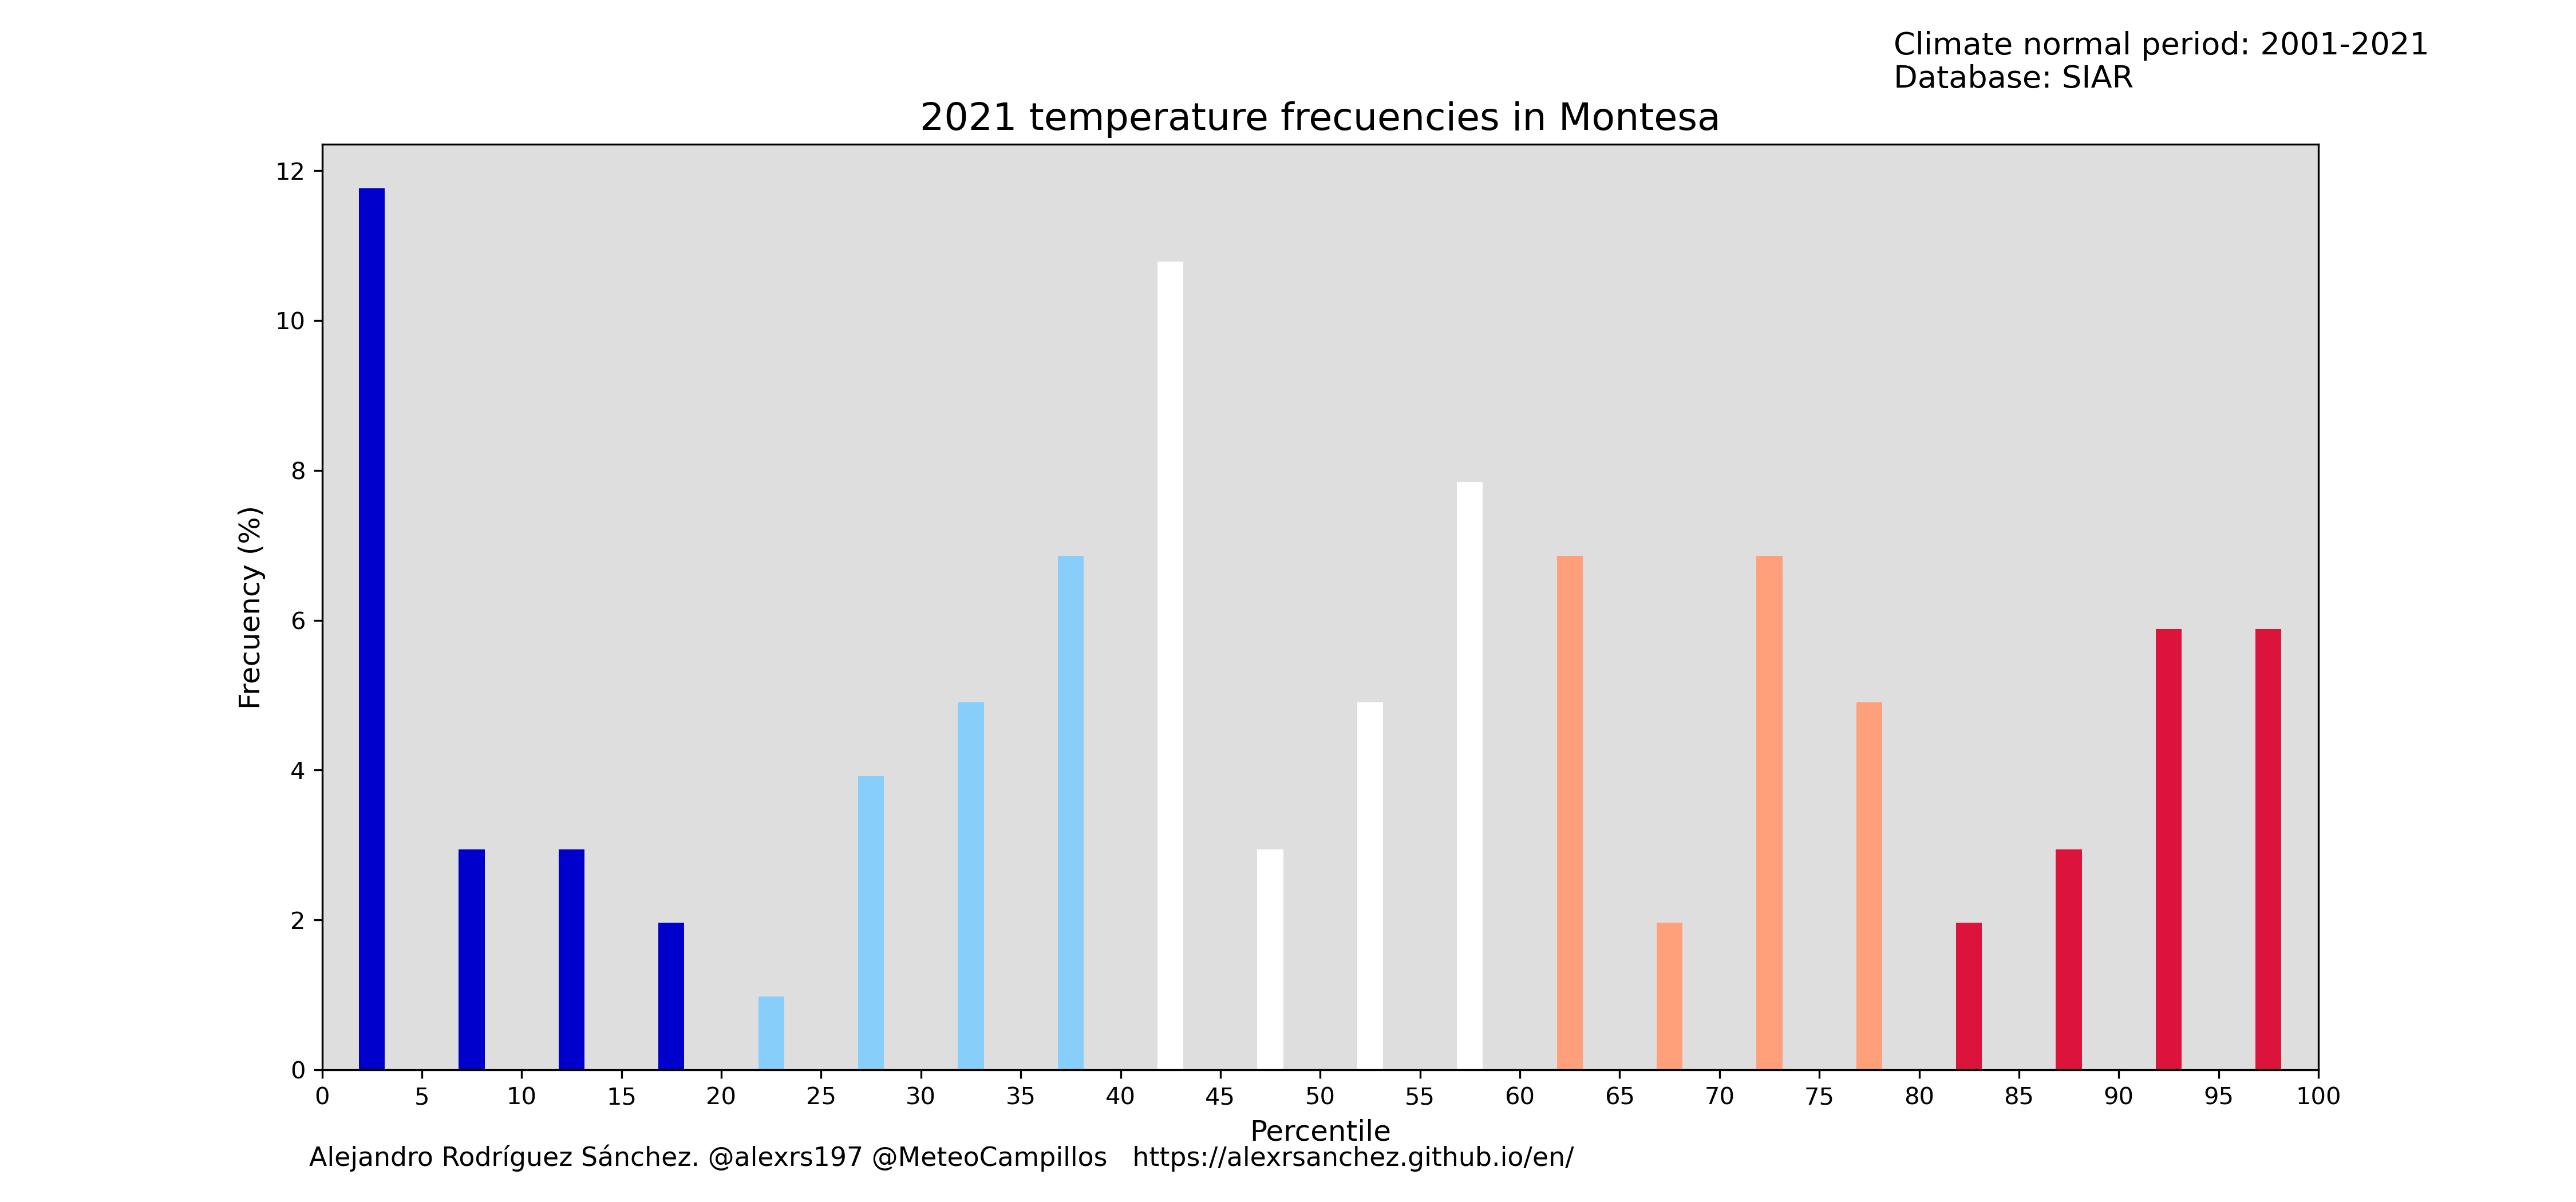 Climate normal period: 2001-2021
Database: SIAR
2021 temperature frecuencies in Montesa
12
10
8
6
4
2
0
Frecuency (%)
0 5 10 15 20 25 30 35 40 45 50 55 60 65 70 75 80 85 90 95 100
Percentile
Alejandro Rodríguez Sánchez. @alexrs197 @MeteoCampillos https://alexrsanchez.github.io/en/